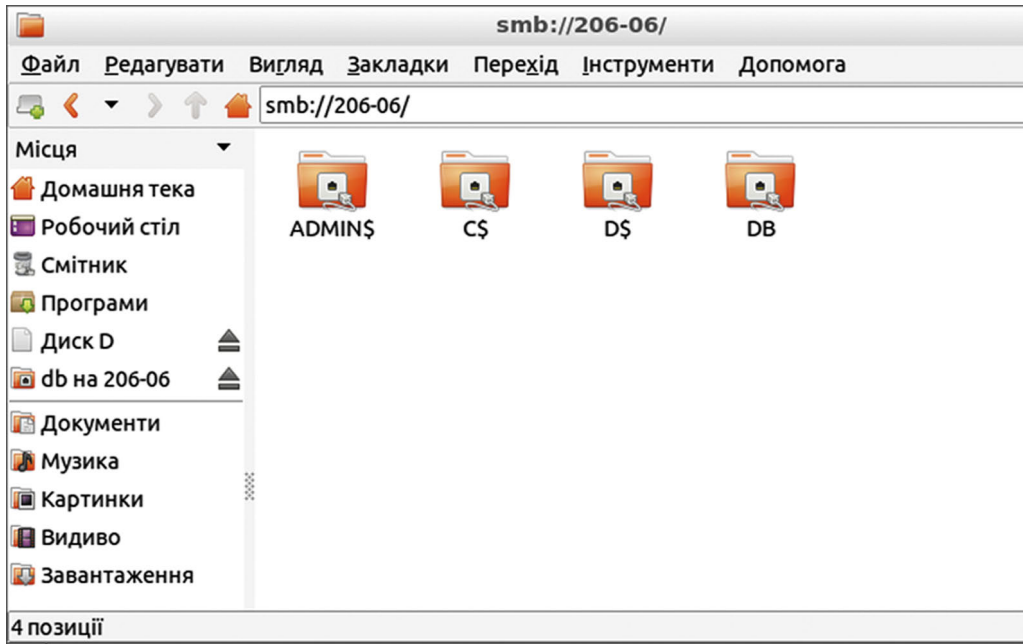 smb://206-06/
Файл Редагувати Вигляд Закладки Перехід Інструменти Допомога
smb://206-06/
Місця
Домашня тека
Робочий стіл
Смітник
Програми
Диск D
db на 206-06
Документи
Музика
Картинки
Видиво
Завантаження
ADMIN$ C$ D$ DB
4 позиції